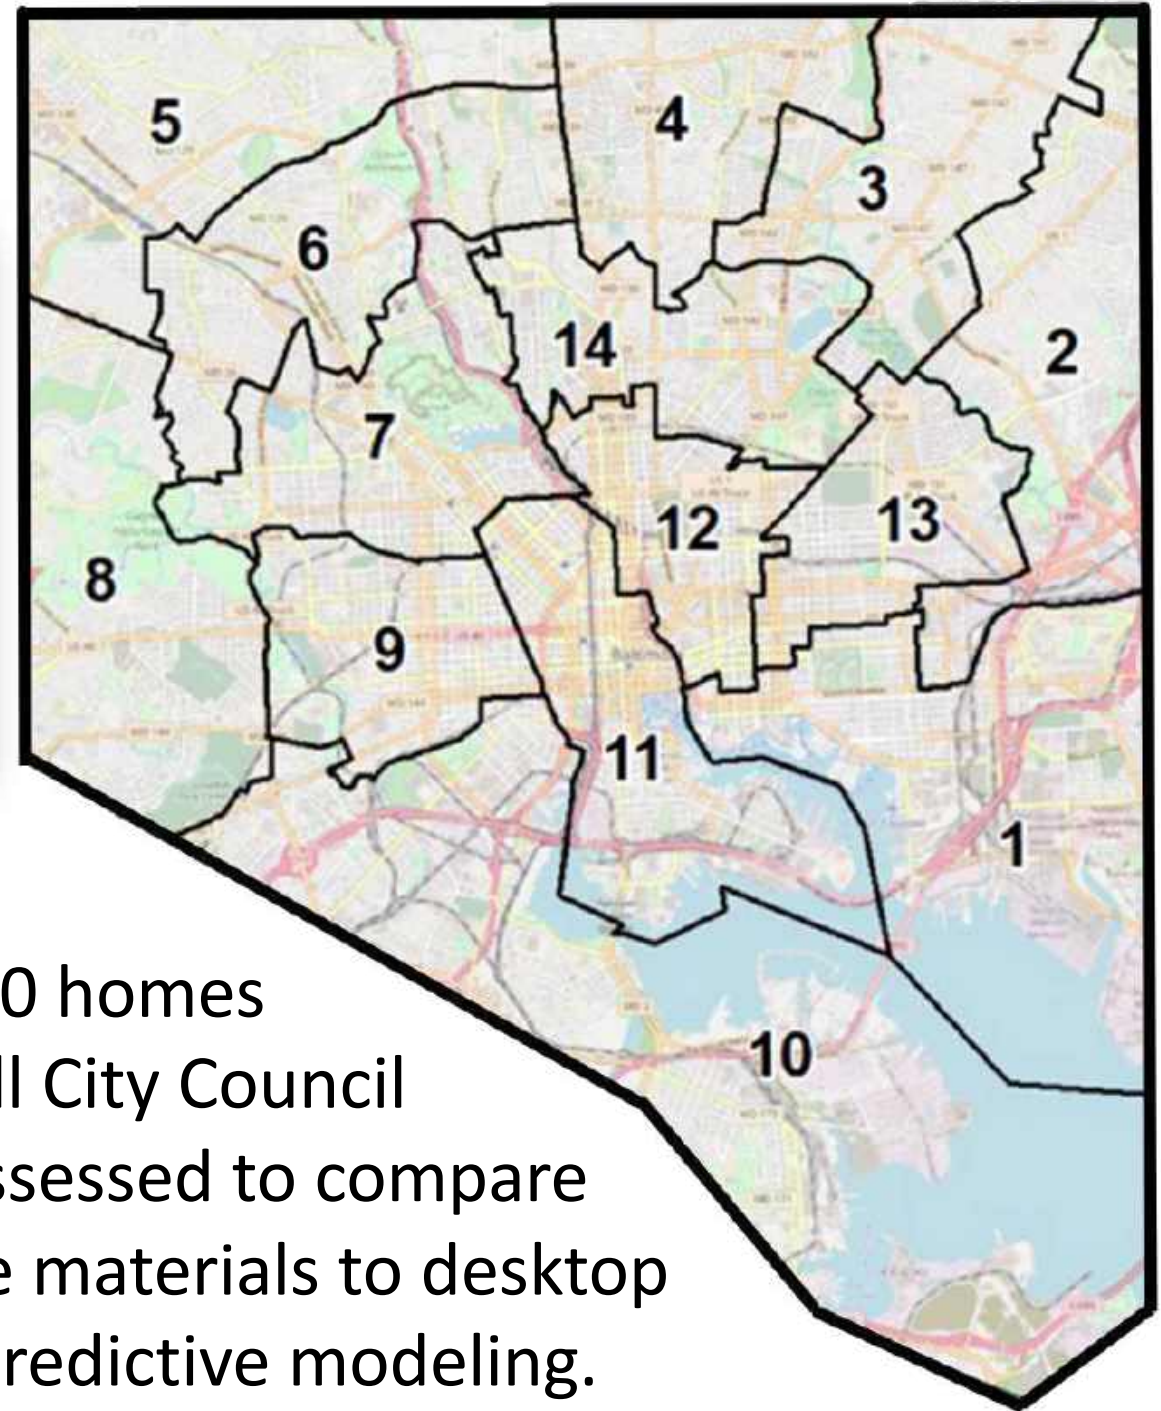 5
4
3
6
14
2
7
12
13
8
9
11
1
10
0 homes
ll City Council
ssessed to compare
e materials to desktop
redictive modeling.